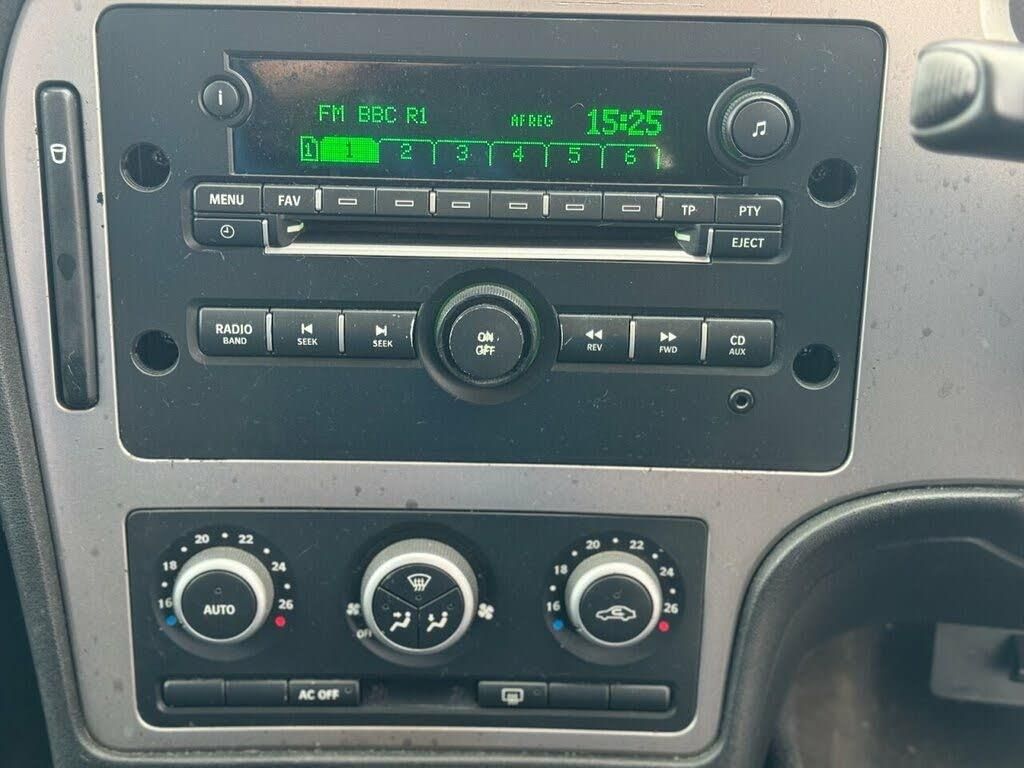 i
FM BBC R1 AF REG 15:25
1 1 2 3 4 5 6
MENU FAV TP PTY
EJECT
RADIO BAND
SEEK SEEK
ON OFF
REV FWD
CD AUX
20 22
18 24
16 26
AUTO
OFF
20 22
18 24
16 26
AC OFF